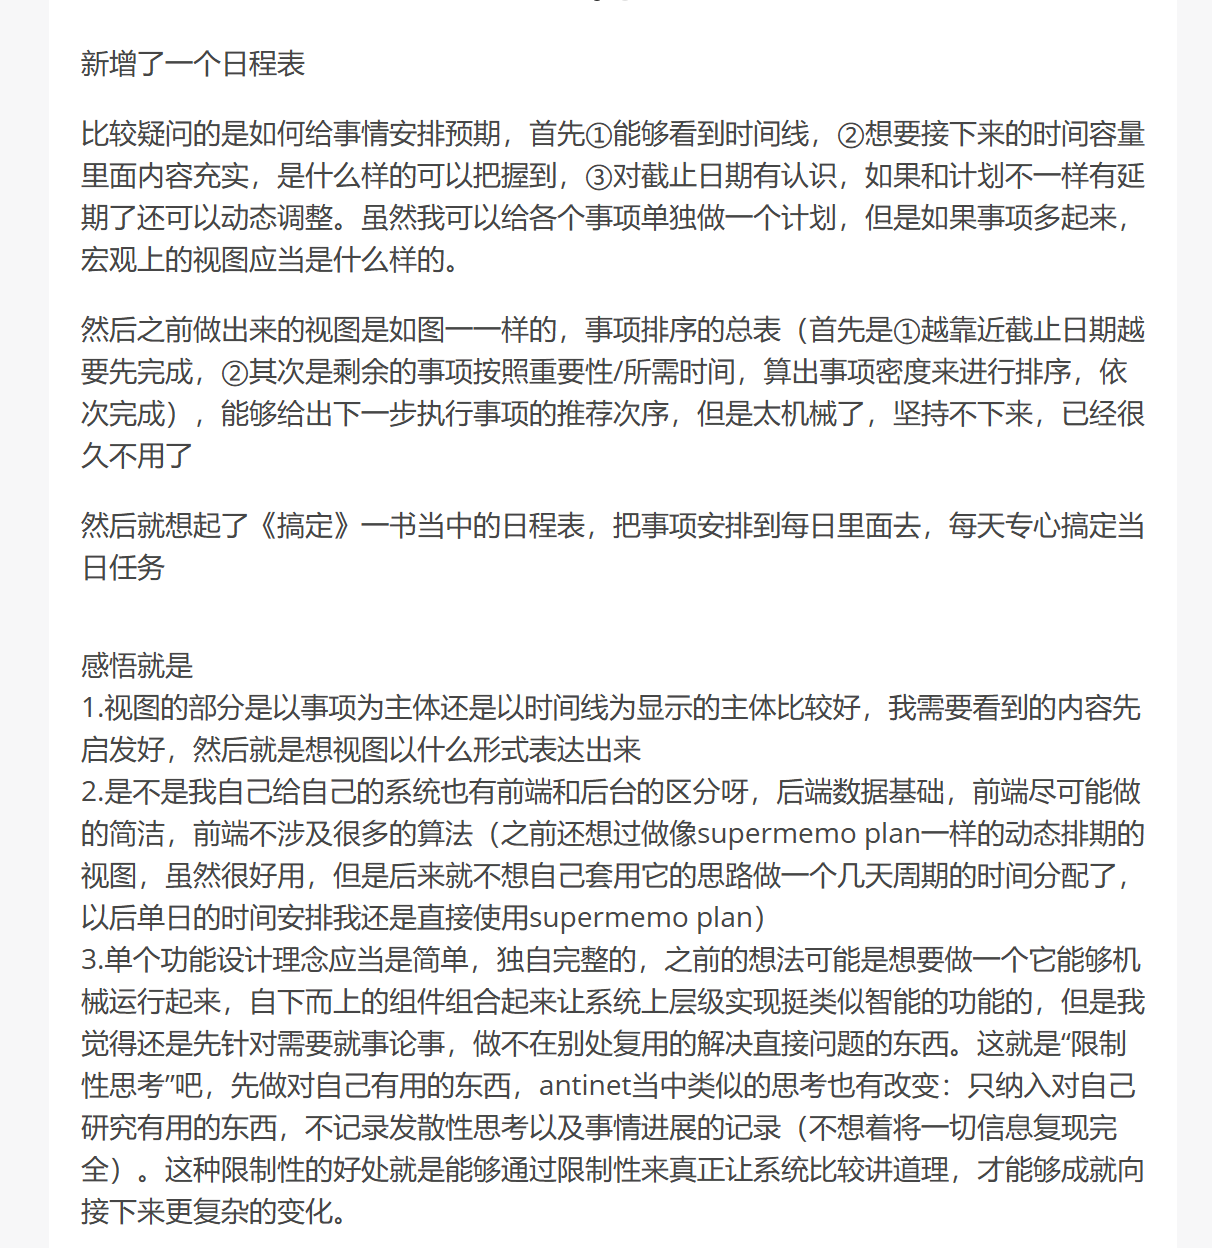 新增了一个日程表
比较疑问的是如何给事情安排预期，首先①能够看到时间线，②想要接下来的时间容量
里面内容充实，是什么样的可以把握到，③对截止日期有认识，如果和计划不一样有延
期了还可以动态调整。虽然我可以给各个事项单独做一个计划，但是如果事项多起来，
宏观上的视图应当是什么样的。
然后之前做出来的视图是如图一一样的，事项排序的总表（首先是①越靠近截止日期越
要先完成，②其次是剩余的事项按照重要性/所需时间，算出事项密度来进行排序，依
次完成），能够给出下一步执行事项的推荐次序，但是太机械了，坚持不下来，已经很
久不用了
然后就想起了《搞定》一书当中的日程表，把事项安排到每日里面去，每天专心搞定当
日任务
感悟就是
1.视图的部分是以事项为主体还是以时间线为显示的主体比较好，我需要看到的内容先
启发好，然后就是想视图以什么形式表达出来
2.是不是我自己给自己的系统也有前端和后台的区分呀，后端数据基础，前端尽可能做
的简洁，前端不涉及很多的算法（之前还想过做像supermemo plan一样的动态排期的
视图，虽然很好用，但是后来就不想自己套用它的思路做一个几天周期的时间分配了，
以后单日的时间安排我还是直接使用supermemo plan）
3.单个功能设计理念应当是简单，独自完整的，之前的想法可能是想要做一个它能够机
械运行起来，自下而上的组件组合起来让系统上层级实现挺类似智能的功能的，但是我
觉得还是先针对需要就事论事，做不在别处复用的解决直接问题的东西。这就是“限制
性思考”吧，先做对自己有用的东西，antinet当中类似的思考也有改变：只纳入对自己
研究有用的东西，不记录发散性思考以及事情进展的记录（不想着将一切信息复现完
全）。这种限制性的好处就是能够通过限制性来真正让系统比较讲道理，才能够成就向
接下来更复杂的变化。